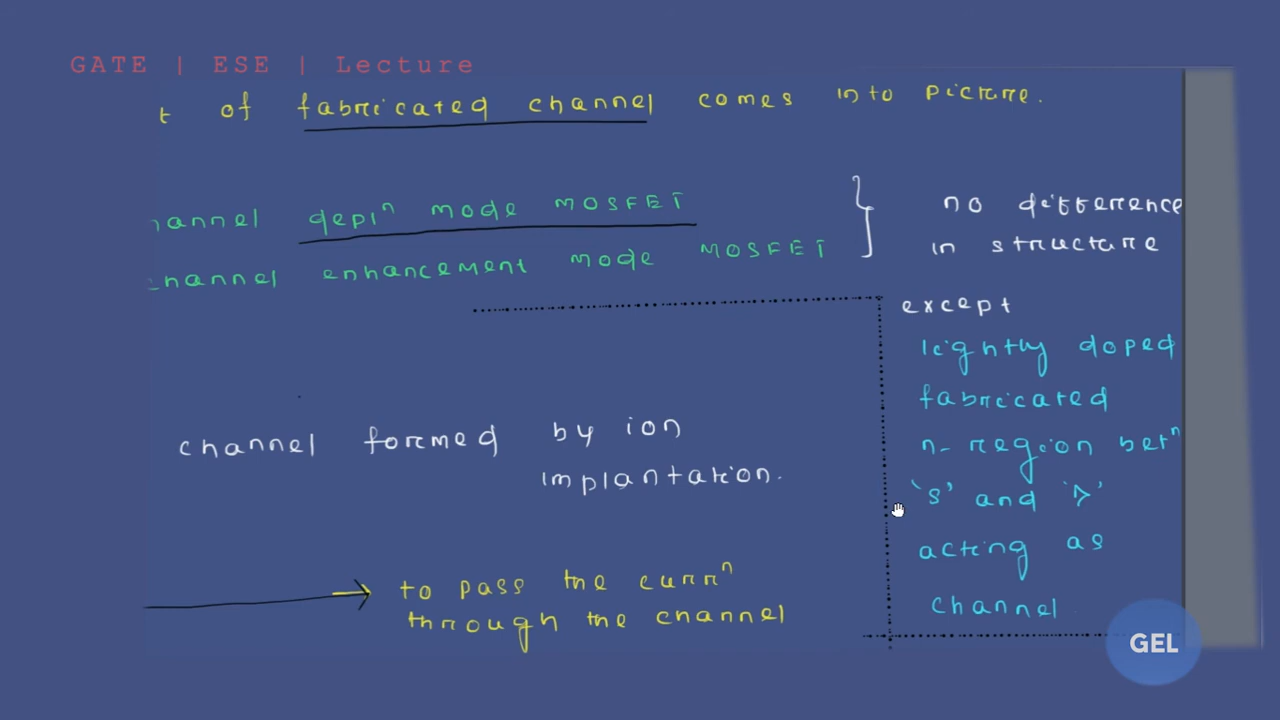 GATE | ESE | Lecture
t of fabricated channel comes into picture.
hannel deplⁿ mode MOSFET
channel enhancement mode MOSFET
no difference
in structure
except
lightly doped
fabricated
n- region betⁿ
's' and 'D'
acting as
channel
channel formed by ion
implantation.
to pass the currⁿ
through the channel
GEL